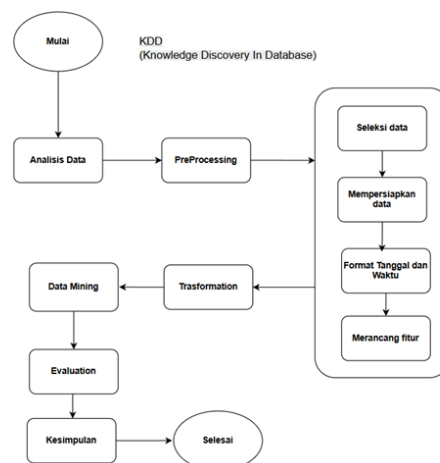 Mulai
KDD
(Knowledge Discovery In Database)
Analisis Data
PreProcessing
Seleksi data
Mempersiapkan
data
Format Tanggal dan
Waktu
Merancang fitur
Trasformation
Data Mining
Evaluation
Kesimpulan
Selesai